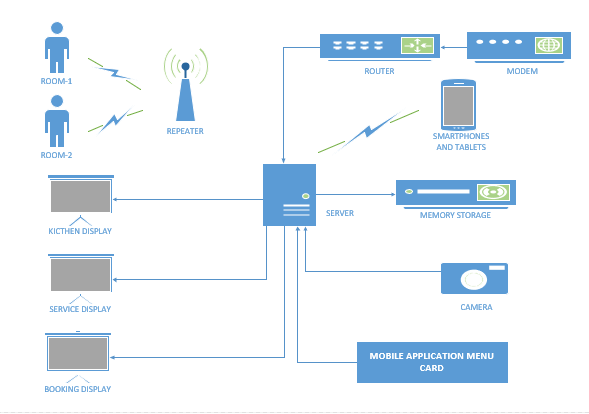 ROOM-1
ROUTER
MODEM
REPEATER
SMARTPHONES
AND TABLETS
ROOM-2
SERVER
MEMORY STORAGE
KICTHEN DISPLAY
SERVICE DISPLAY
CAMERA
MOBILE APPLICATION MENU
CARD
BOOKING DISPLAY